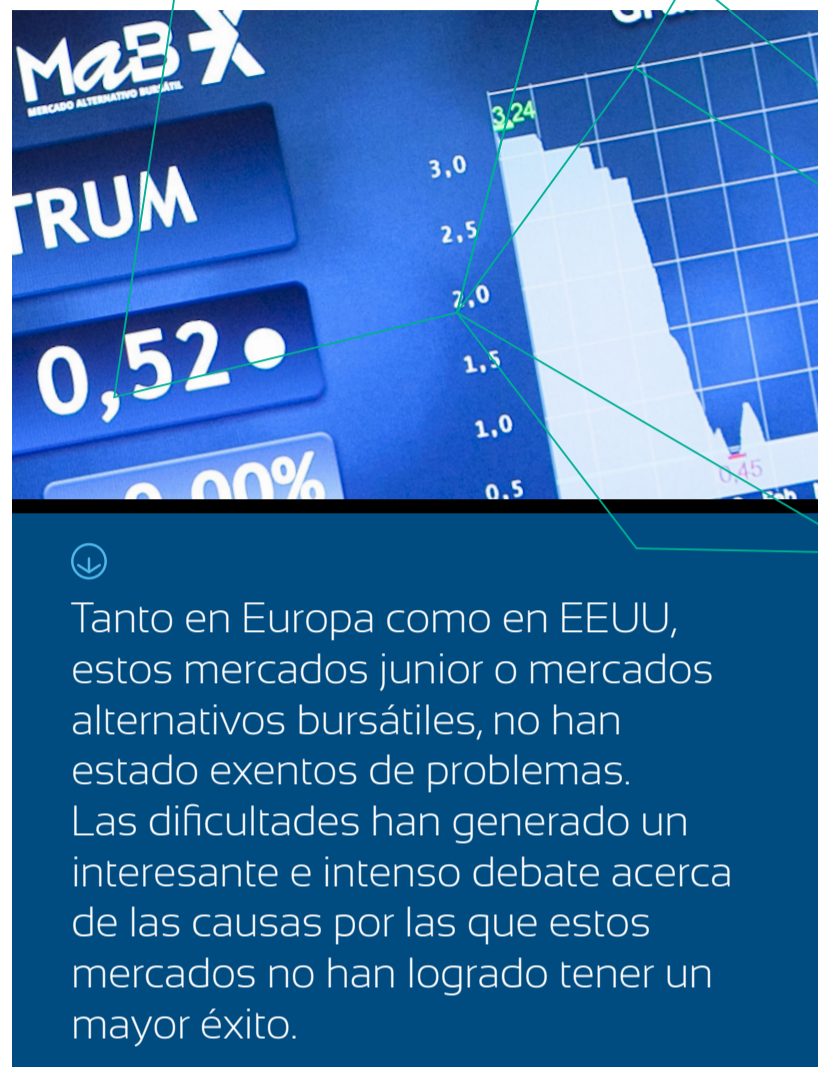 MaB
MERCADO ALTERNATIVO BURSÁTIL
TRUM
0,52
0,00%
3,24
3,0
2,5
2,0
1,5
1,0
0,5
0,45
Feb
Tanto en Europa como en EEUU,
estos mercados junior o mercados
alternativos bursátiles, no han
estado exentos de problemas.
Las dificultades han generado un
interesante e intenso debate acerca
de las causas por las que estos
mercados no han logrado tener un
mayor éxito.